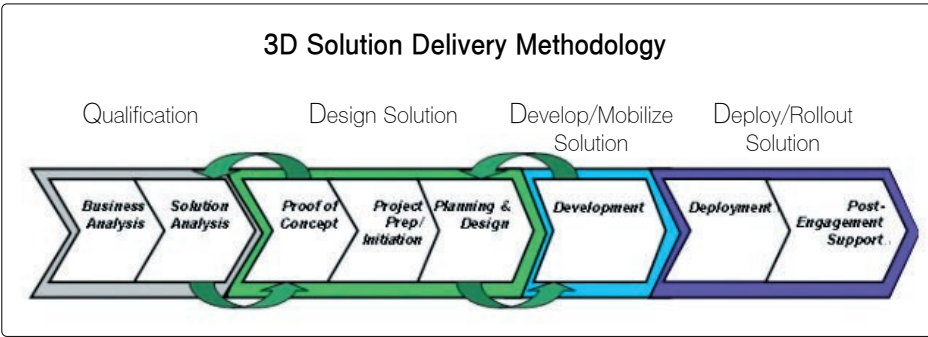 3D Solution Delivery Methodology
Qualification
Design Solution
Develop/Mobilize
Solution
Deploy/Rollout
Solution
Business
Analysis
Solution
Analysis
Proof of
Concept
Project
Prep/
Initiation
Planning &
Design
Development
Deployment
Post-
Engagement
Support